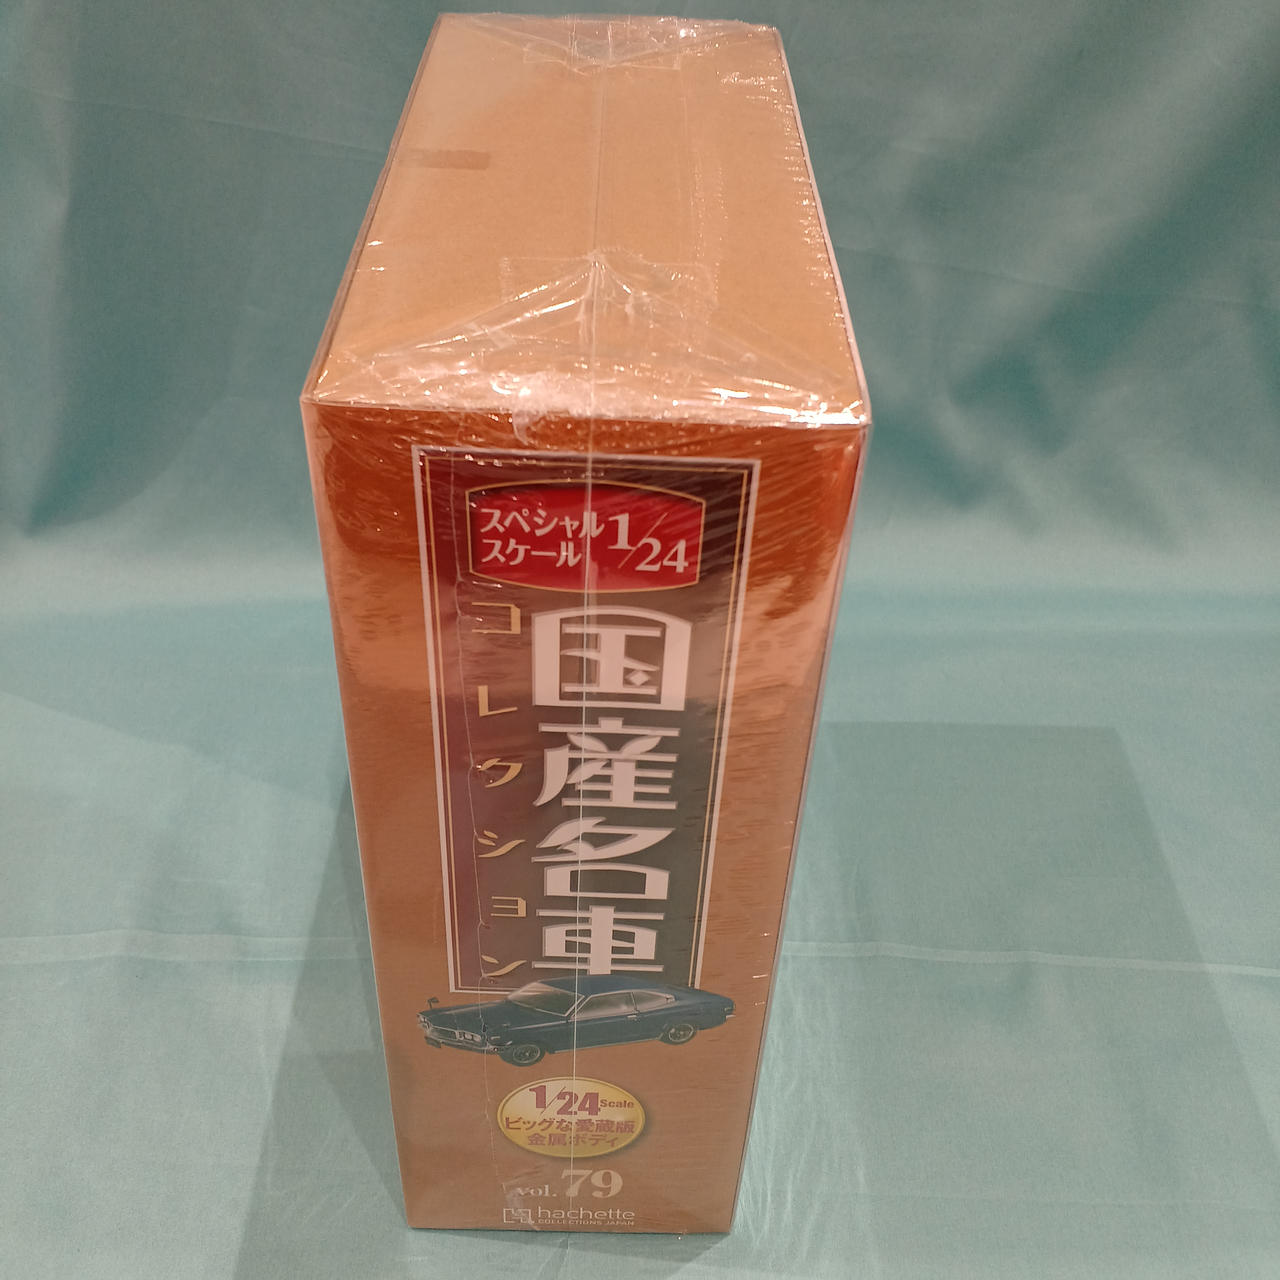 スペシャル
スケール
1/24
国産名車
コレクション
1/24 Scale
ビッグな愛蔵版
金属ボディ
vol. 79
hachette
COLLECTIONS JAPAN